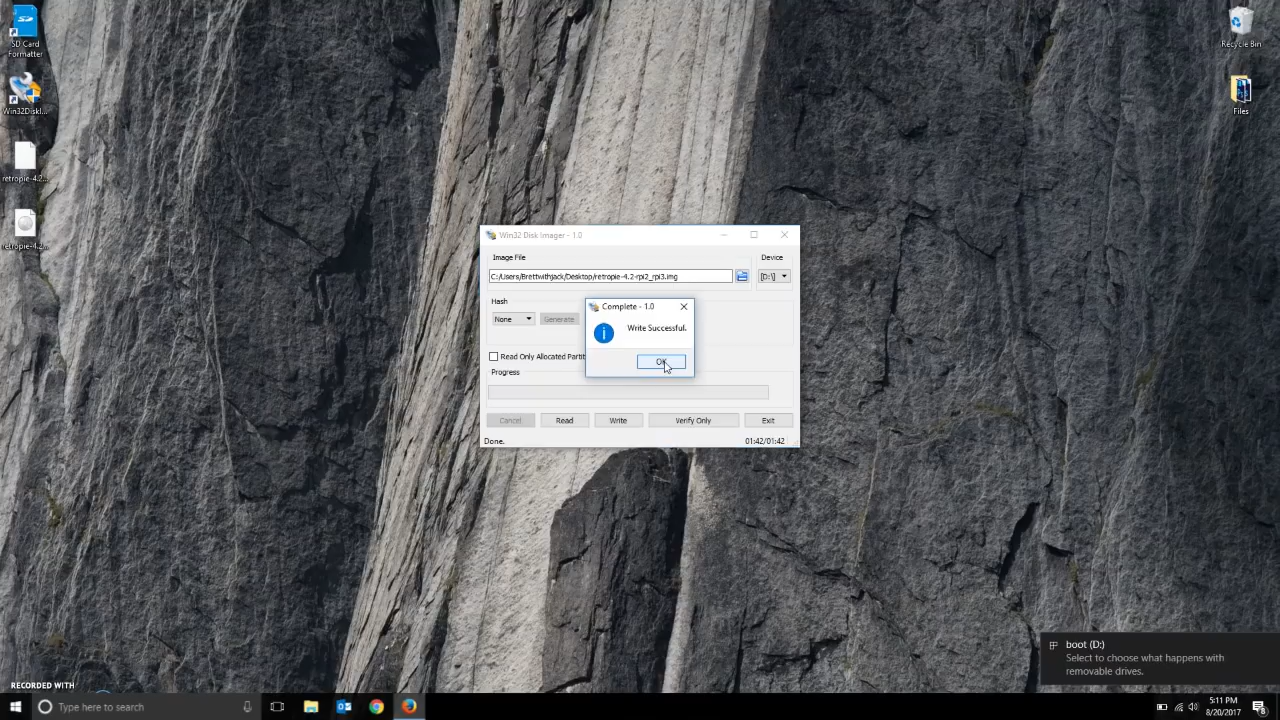 SD Card
Formatter
Win32DiskI...
retropie-4.2...
retropie-4.2...
Recycle Bin
Files
Win32 Disk Imager - 1.0
Image File
Device
C:/Users/Brettwithjack/Desktop/retropie-4.2-rpi2_rpi3.img
[D:\]
Hash
None
Generate
Complete - 1.0
Write Successful.
OK
Read Only Allocated Partit
Progress
Cancel
Read
Write
Verify Only
Exit
Done.
01:42/01:42
boot (D:)
Select to choose what happens with
removable drives.
RECORDED WITH
Type here to search
5:11 PM
8/20/2017